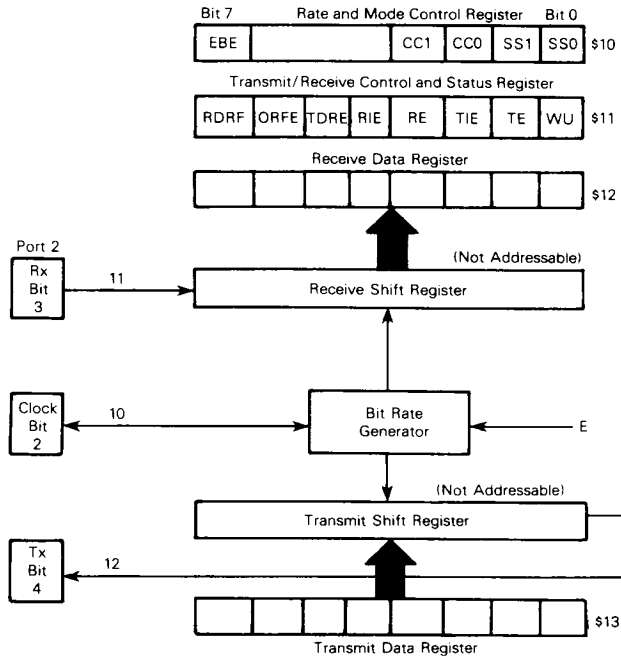 Bit 7 Rate and Mode Control Register Bit 0
EBE CC1 CC0 SS1 SS0 $10
Transmit/Receive Control and Status Register
RDRF ORFE TDRE RIE RE TIE TE WU $11
Receive Data Register
$12
Port 2
(Not Addressable)
Rx
Bit
3
11
Receive Shift Register
Clock
Bit
2
10
Bit Rate
Generator
E
(Not Addressable)
Transmit Shift Register
Tx
Bit
4
12
$13
Transmit Data Register